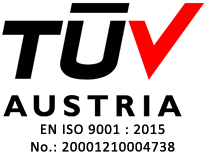 TÜV
AUSTRIA
EN ISO 9001 : 2015
No.: 20001210004738